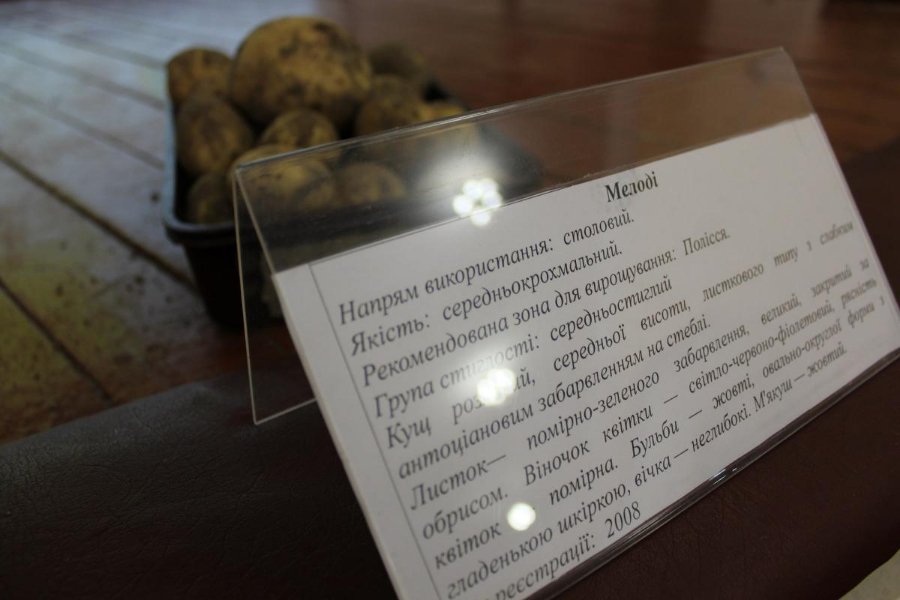 Мелоді
Напрям використання: столовий.
Якість: середньокрохмальний.
Рекомендована зона для вирощування: Полісся.
Група стиглості: середньостиглий
Кущ середньої висоти, листкового типу з слабким
антоціановим забарвленням на стеблі.
Листок— помірно-зеленого забарвлення, великий, закритий за
обрисом. Віночок квітки — світло-червоно-фіолетовий, рясність
квіток помірна. Бульби — жовті, овально-округлої форми з
гладенькою шкіркою, вічка — неглибокі. М'якуш — жовтий.
реєстрації: 2008